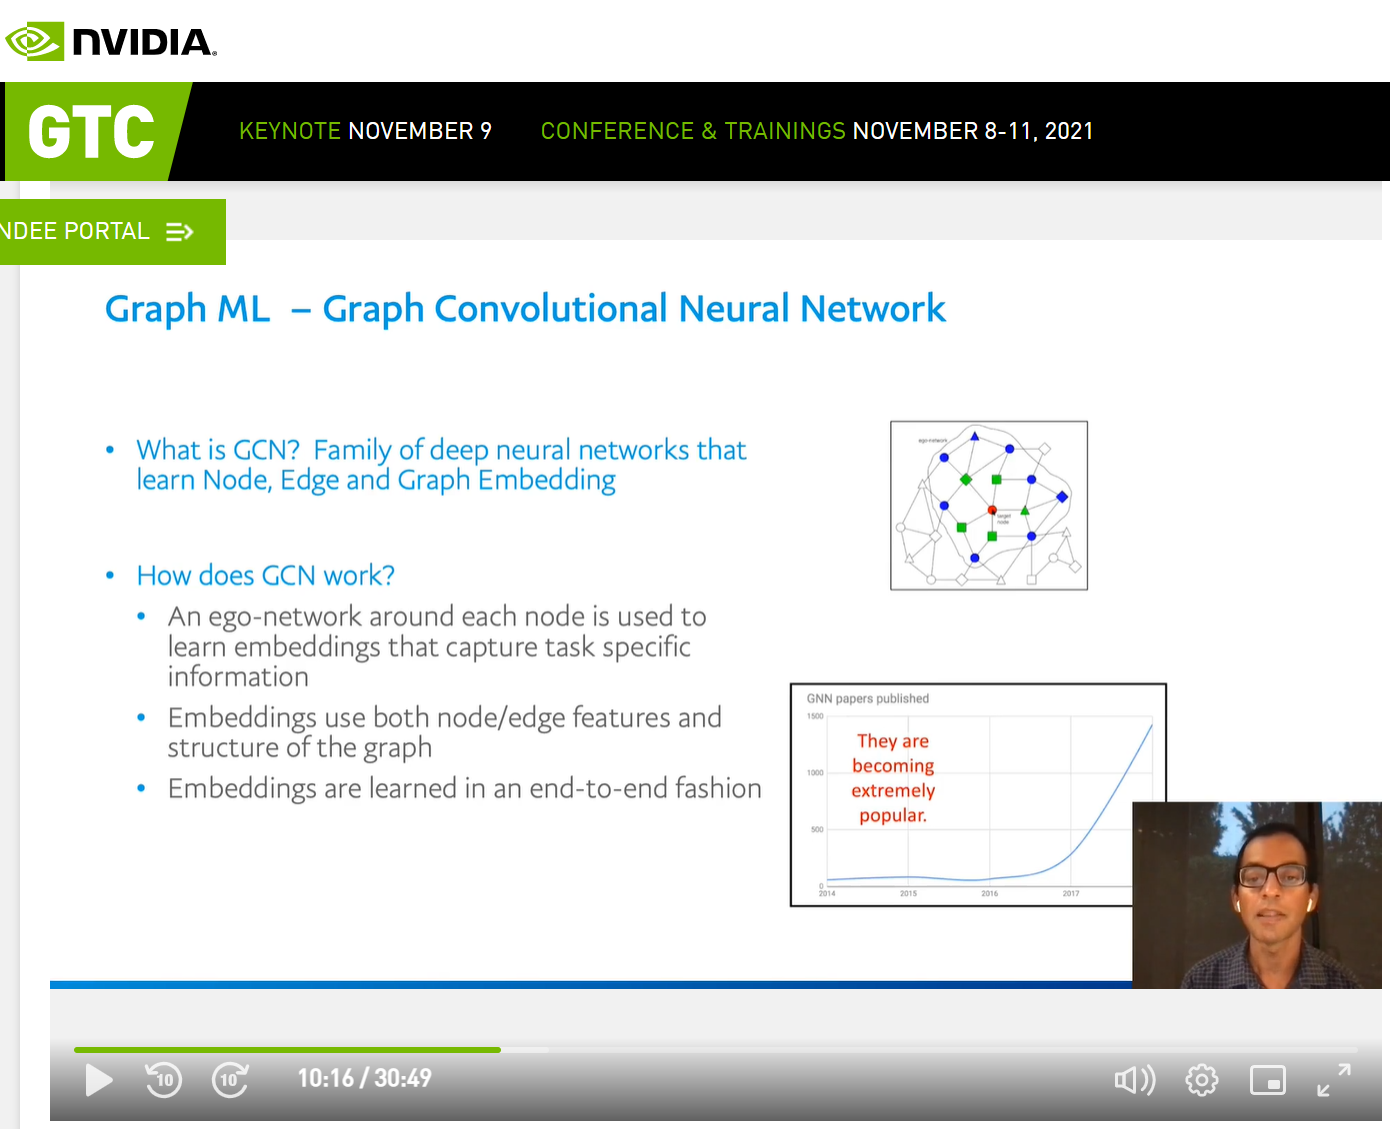 NVIDIA.
GTC
KEYNOTE NOVEMBER 9
CONFERENCE & TRAININGS NOVEMBER 8-11, 2021
NDEE PORTAL
Graph ML – Graph Convolutional Neural Network
• What is GCN? Family of deep neural networks that
learn Node, Edge and Graph Embedding
• How does GCN work?
• An ego-network around each node is used to
learn embeddings that capture task specific
information
• Embeddings use both node/edge features and
structure of the graph
• Embeddings are learned in an end-to-end fashion
ego-network
target
node
GNN papers published
1500
1000
500
0
They are
becoming
extremely
popular.
2014 2015 2016 2017
10 10 10:16 / 30:49